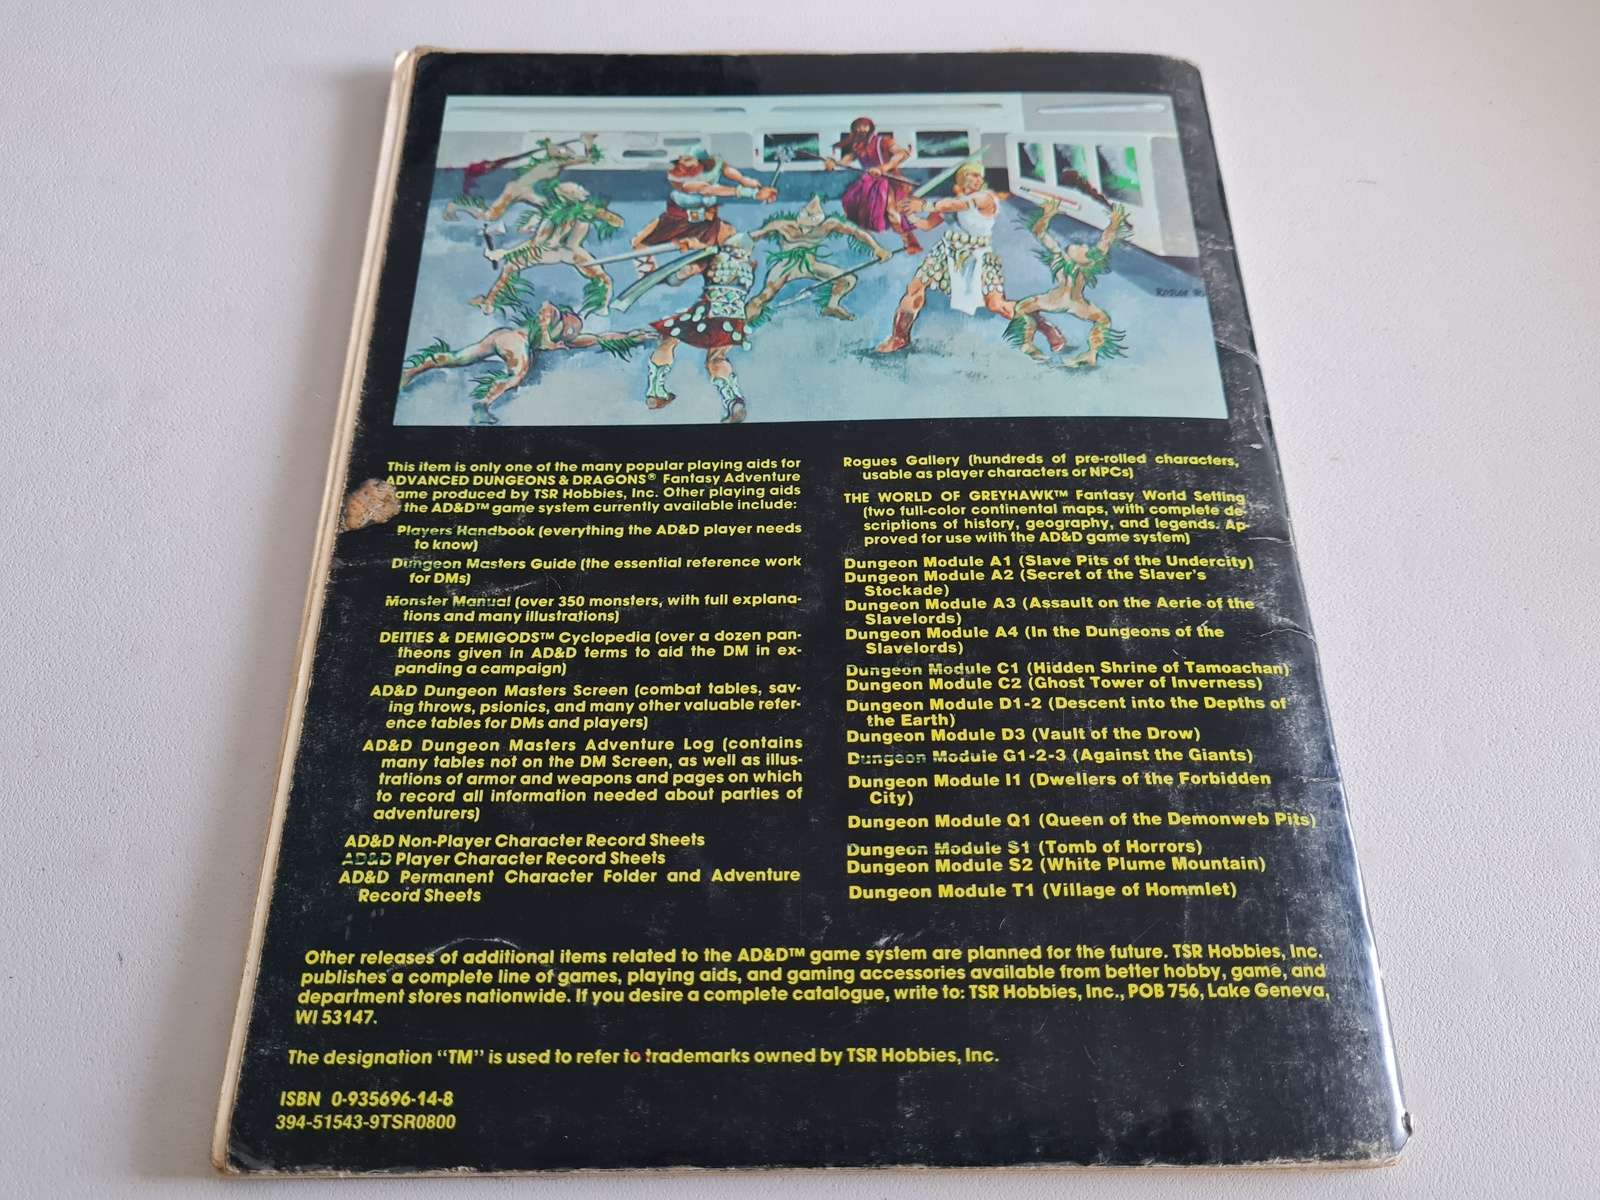 This item is only one of the many popular playing aids for
ADVANCED DUNGEONS & DRAGONS® Fantasy Adventure
ame produced by TSR Hobbies, Inc. Other playing aids
the AD&D™ game system currently available include:
Players Handbook (everything the AD&D player needs
to know)
Dungeon Masters Guide (the essential reference work
for DMs)
Monster Manual (over 350 monsters, with full explana-
tions and many illustrations)
DEITIES & DEMIGODS™ Cyclopedia (over a dozen pan-
theons given in AD&D terms to aid the DM in ex-
panding a campaign)
AD&D Dungeon Masters Screen (combat tables, sav-
ing throws, psionics, and many other valuable refer-
ence tables for DMs and players)
AD&D Dungeon Masters Adventure Log (contains
many tables not on the DM Screen, as well as illus-
trations of armor and weapons and pages on which
to record all information needed about parties of
adventurers)
AD&D Non-Player Character Record Sheets
AD&D Player Character Record Sheets
AD&D Permanent Character Folder and Adventure
Record Sheets
Rogues Gallery (hundreds of pre-rolled characters,
usable as player characters or NPCs)
THE WORLD OF GREYHAWK™ Fantasy World Setting
(two full-color continental maps, with complete de-
scriptions of history, geography, and legends. Ap-
proved for use with the AD&D game system)
Dungeon Module A1 (Slave Pits of the Undercity)
Dungeon Module A2 (Secret of the Slaver's
Stockade)
Dungeon Module A3 (Assault on the Aerie of the
Slavelords)
Dungeon Module A4 (In the Dungeons of the
Slavelords)
Dungeon Module C1 (Hidden Shrine of Tamoachan)
Dungeon Module C2 (Ghost Tower of Inverness)
Dungeon Module D1-2 (Descent into the Depths of
the Earth)
Dungeon Module D3 (Vault of the Drow)
Dungeon Module G1-2-3 (Against the Giants)
Dungeon Module I1 (Dwellers of the Forbidden
City)
Dungeon Module Q1 (Queen of the Demonweb Pits)
Dungeon Module S1 (Tomb of Horrors)
Dungeon Module S2 (White Plume Mountain)
Dungeon Module T1 (Village of Hommlet)
Other releases of additional items related to the AD&D™ game system are planned for the future. TSR Hobbies, Inc.
publishes a complete line of games, playing aids, and gaming accessories available from better hobby, game, and
department stores nationwide. If you desire a complete catalogue, write to: TSR Hobbies, Inc., POB 756, Lake Geneva,
WI 53147.
The designation "TM" is used to refer to trademarks owned by TSR Hobbies, Inc.
ISBN 0-935696-14-8
394-51543-9TSR0800